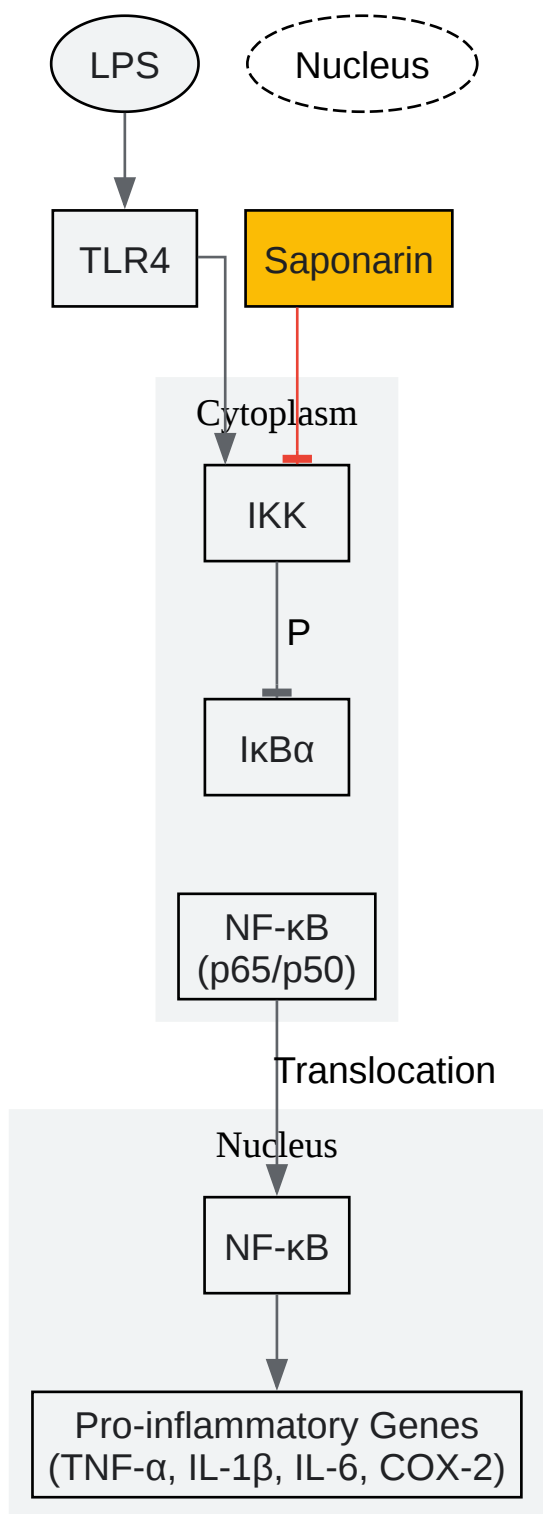 LPS
Nucleus
TLR4
Saponarin
Cytoplasm
IKK
P
IκBα
NF-κB
(p65/p50)
Translocation
Nucleus
NF-κB
Pro-inflammatory Genes
(TNF-α, IL-1β, IL-6, COX-2)